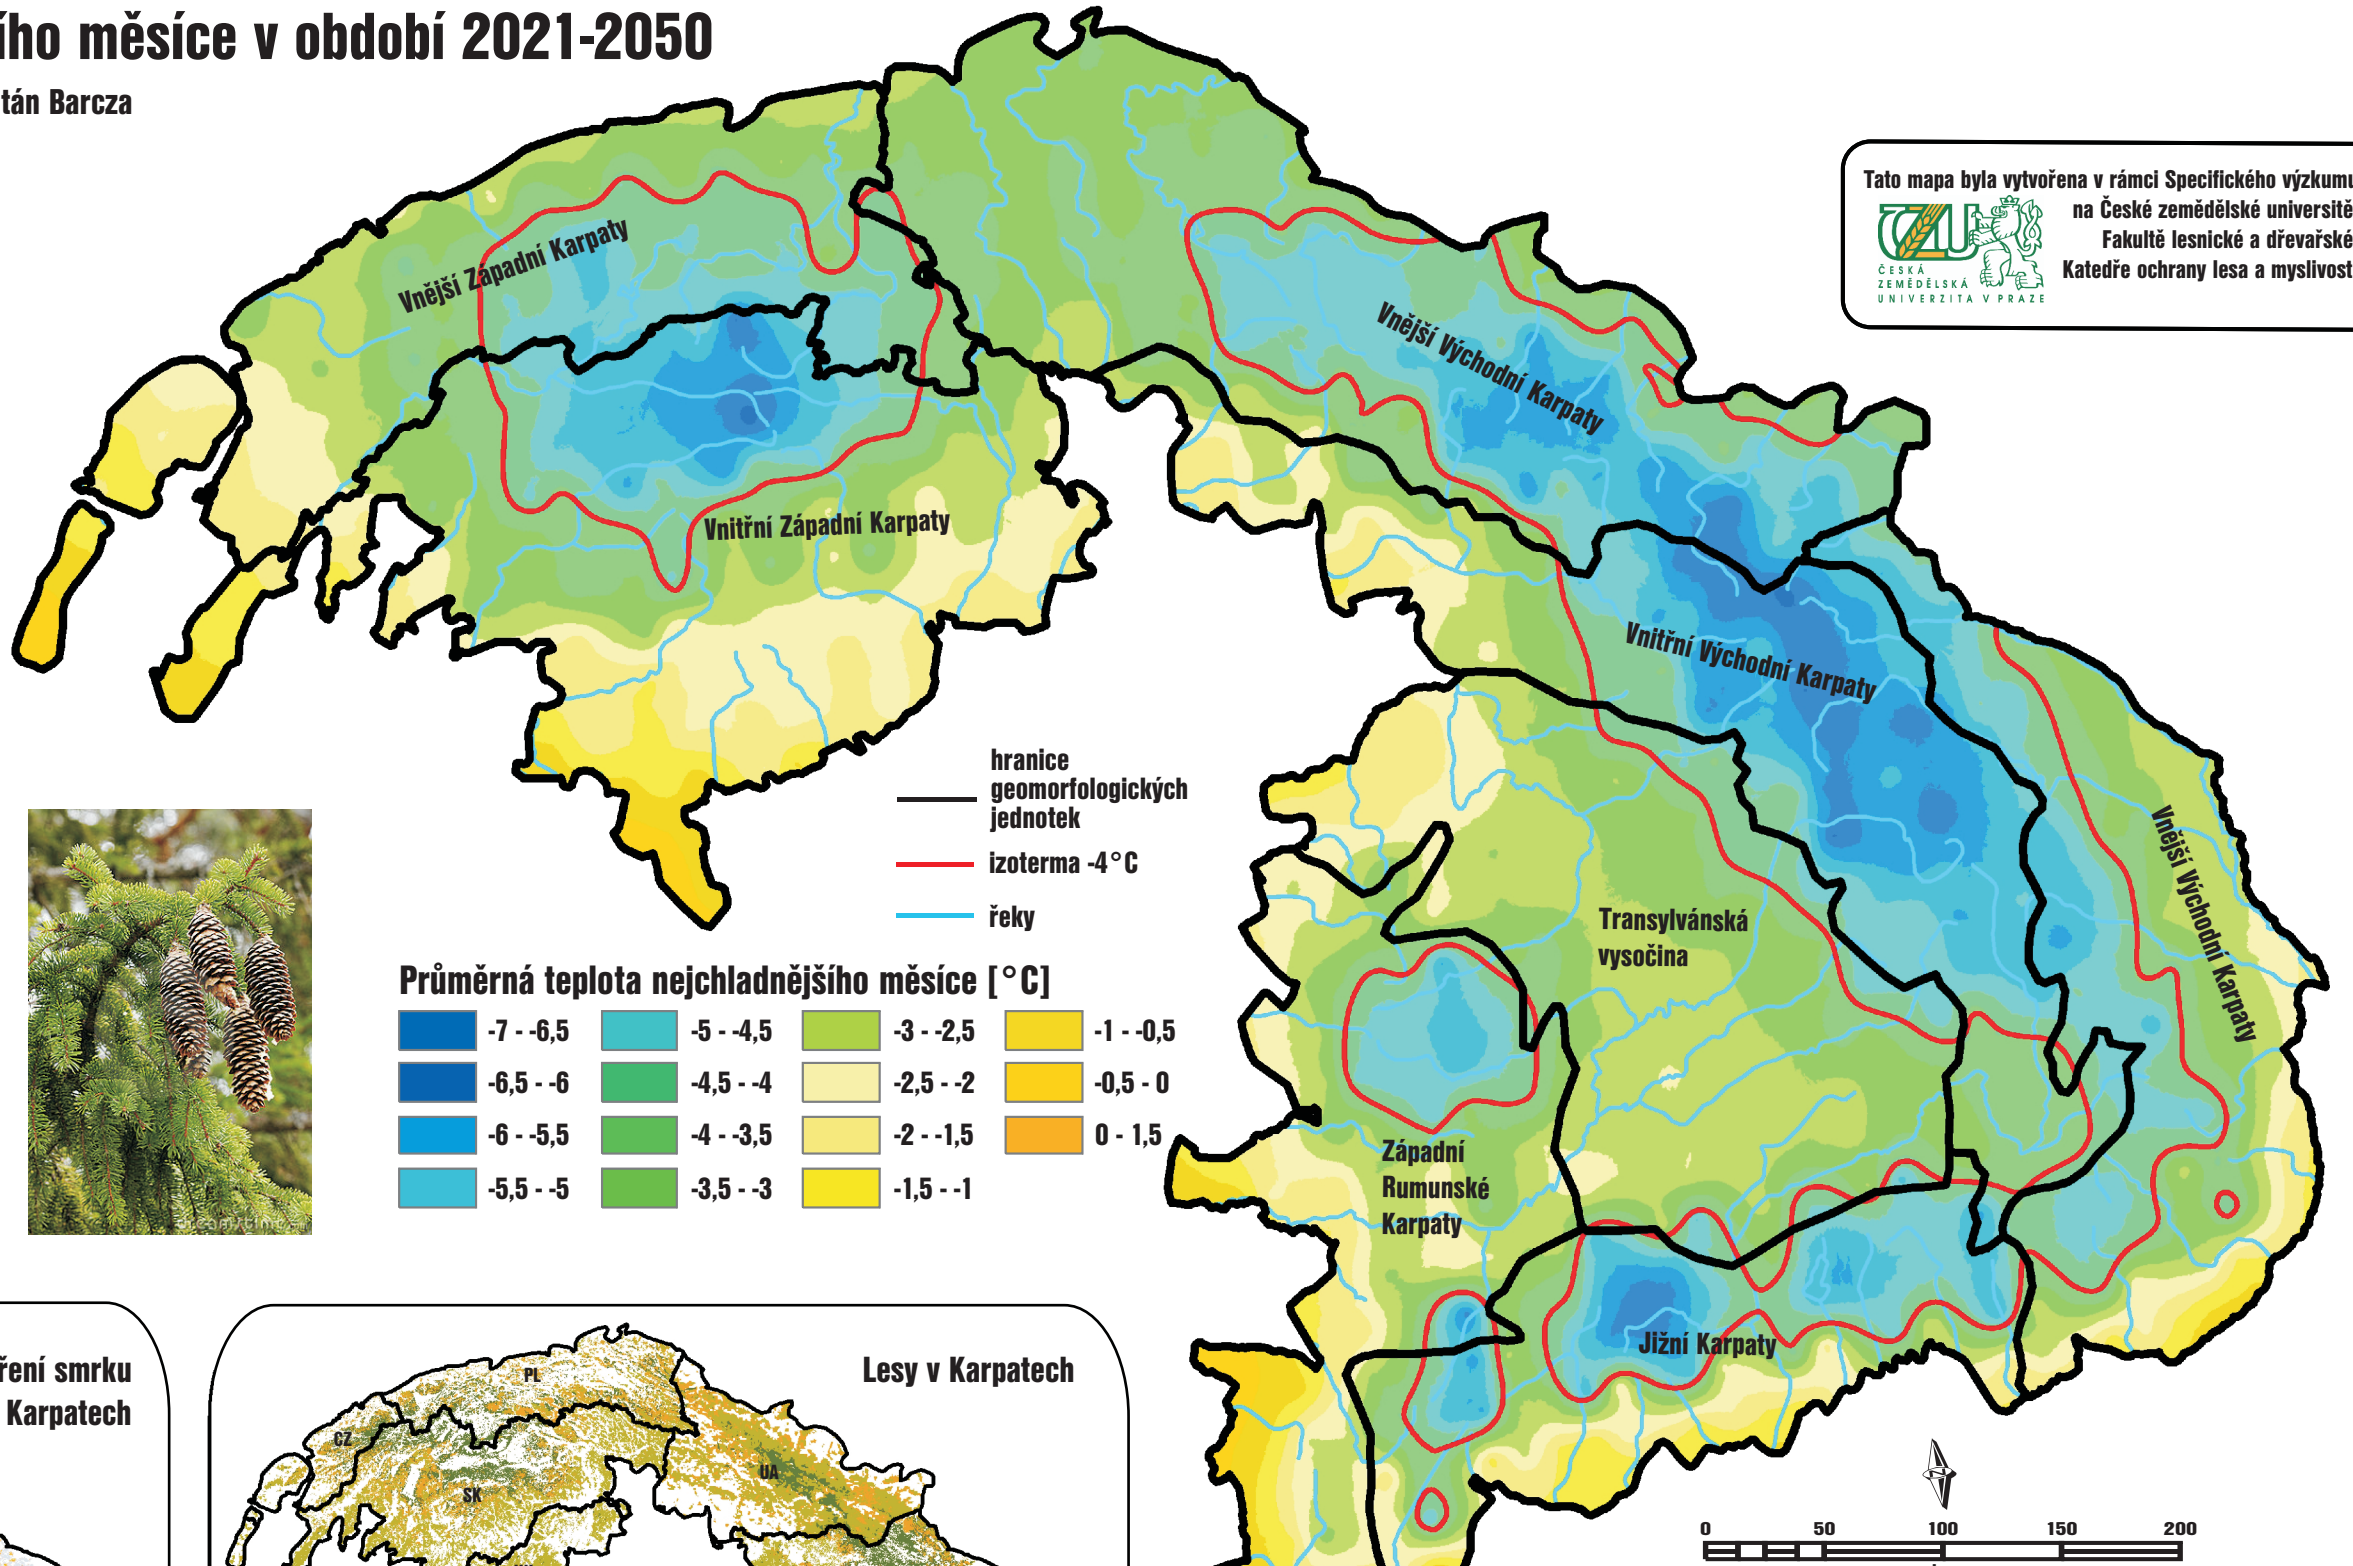 ího měsíce v období 2021-2050
tán Barcza
Tato mapa byla vytvořena v rámci Specifického výzkumu
na České zemědělské universitě
Fakultě lesnické a dřevařské
Katedře ochrany lesa a myslivost
ČZU
ČESKÁ
ZEMĚDĚLSKÁ
UNIVERZITA V PRAZE
Vnější Západní Karpaty
Vnější Východní Karpaty
Vnitřní Západní Karpaty
Vnitřní Východní Karpaty
Vnější Východní Karpaty
Transylvánská
vysočina
Západní
Rumunské
Karpaty
Jižní Karpaty
hranice
geomorfologických
jednotek
izoterma -4°C
řeky
Průměrná teplota nejchladnějšího měsíce [°C]
-7 - -6,5
-5 - -4,5
-3 - -2,5
-1 - -0,5
-6,5 - -6
-4,5 - -4
-2,5 - -2
-0,5 - 0
-6 - -5,5
-4 - -3,5
-2 - -1,5
0 - 1,5
-5,5 - -5
-3,5 - -3
-1,5 - -1
dreamstime
ření smrku
Karpatech
Lesy v Karpatech
PL
CZ
SK
UA
0 50 100 150 200